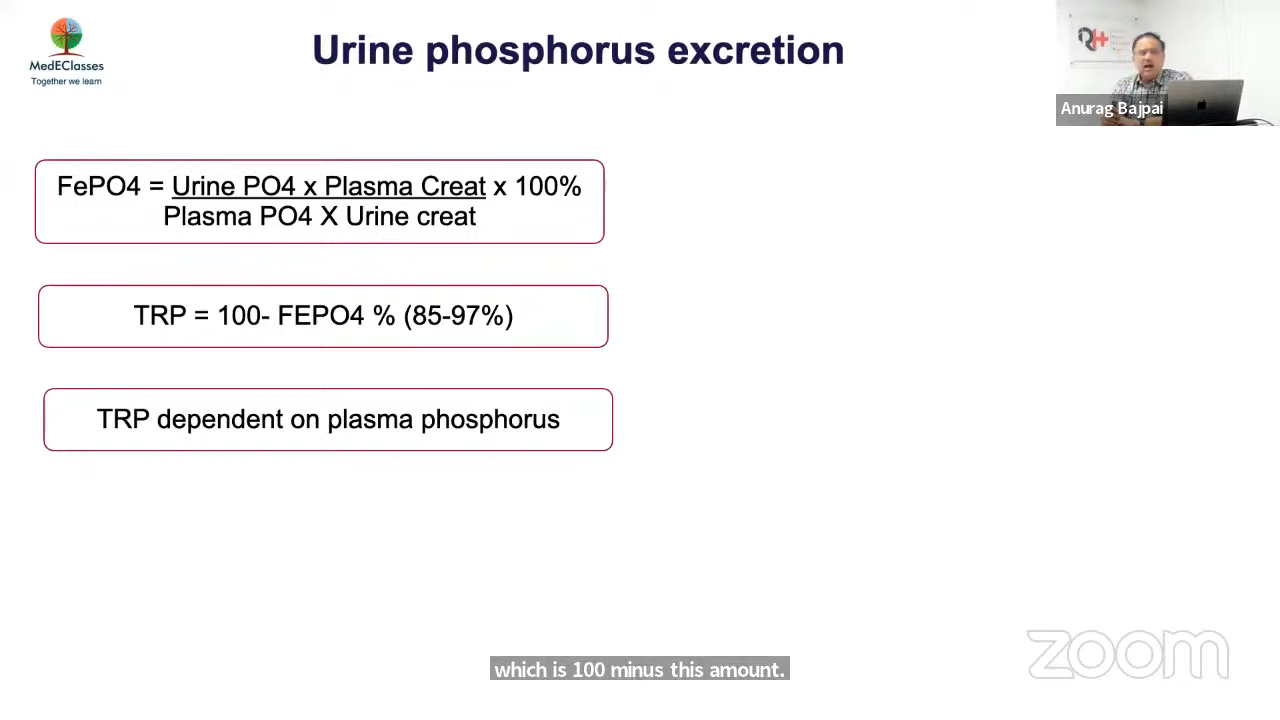 MedEClasses
Together we learn
Urine phosphorus excretion
Anurag Bajpai
FePO4 = Urine PO4 x Plasma Creat x 100%
Plasma PO4 X Urine creat
TRP = 100- FEPO4 % (85-97%)
TRP dependent on plasma phosphorus
which is 100 minus this amount.
zoom